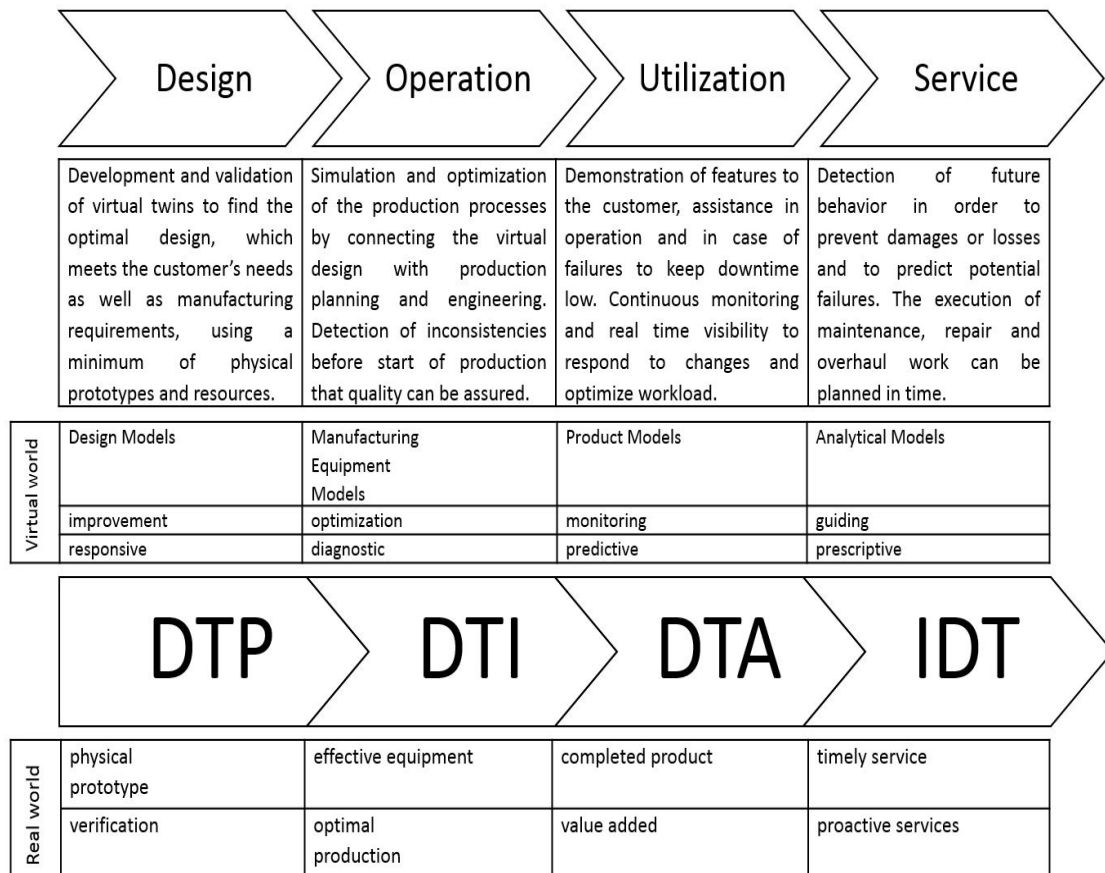 Design
Operation
Utilization
Service
Development and validation
of virtual twins to find the
optimal design, which
meets the customer's needs
as well as manufacturing
requirements, using a
minimum of physical
prototypes and resources.
Simulation and optimization
of the production processes
by connecting the virtual
design with production
planning and engineering.
Detection of inconsistencies
before start of production
that quality can be assured.
Demonstration of features to
the customer, assistance in
operation and in case of
failures to keep downtime
low. Continuous monitoring
and real time visibility to
respond to changes and
optimize workload.
Detection of future
behavior in order to
prevent damages or losses
and to predict potential
failures. The execution of
maintenance, repair and
overhaul work can be
planned in time.
Virtual world
Design Models
Manufacturing
Equipment
Models
Product Models
Analytical Models
improvement
optimization
monitoring
guiding
responsive
diagnostic
predictive
prescriptive
DTP
DTI
DTA
IDT
Real world
physical
prototype
effective equipment
completed product
timely service
verification
optimal
production
value added
proactive services